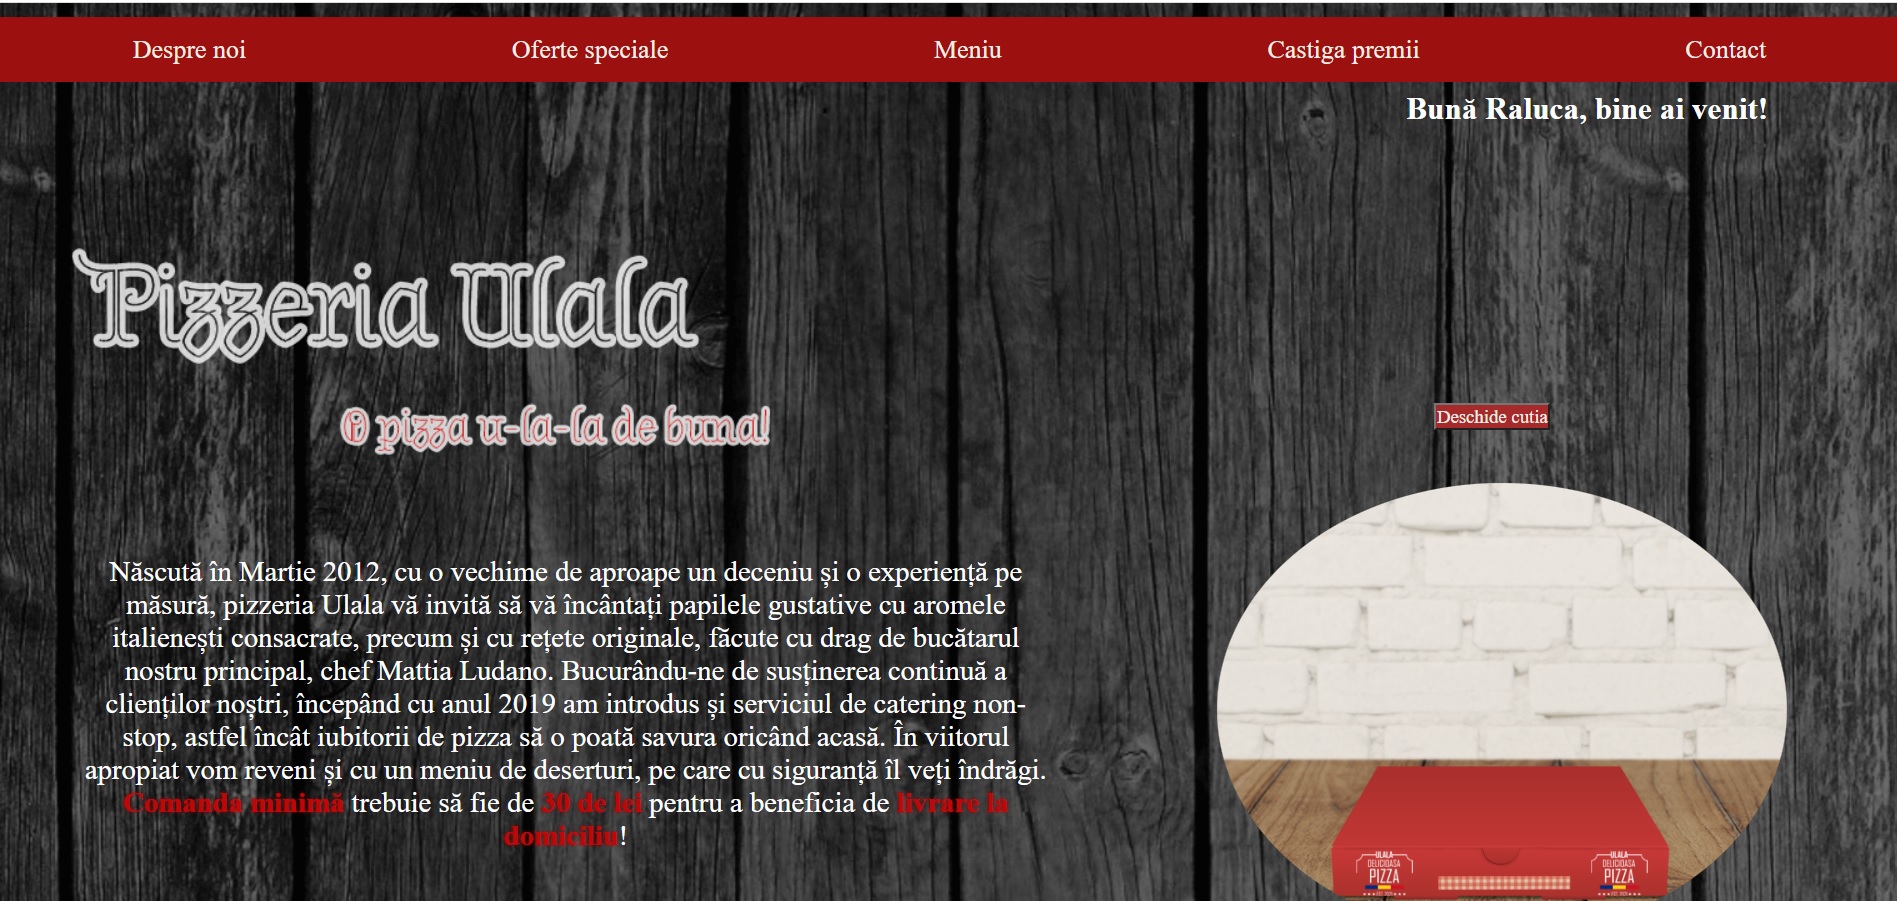 Despre noi
Oferte speciale
Meniu
Castiga premii
Contact
Bună Raluca, bine ai venit!
Pizzeria Ulala
O pizza u-la-la de buna!
Deschide cutia
Născută în Martie 2012, cu o vechime de aproape un deceniu și o experiență pe
măsură, pizzeria Ulala vă invită să vă încântați papilele gustative cu aromele
italienești consacrate, precum și cu rețete originale, făcute cu drag de bucătarul
nostru principal, chef Mattia Ludano. Bucurându-ne de susținerea continuă a
clienților noștri, începând cu anul 2019 am introdus și serviciul de catering non-
stop, astfel încât iubitorii de pizza să o poată savura oricând acasă. În viitorul
apropiat vom reveni și cu un meniu de deserturi, pe care cu siguranță îl veți îndrăgi.
Comanda minimă trebuie să fie de 30 de lei pentru a beneficia de livrare la
domiciliu!
ULALA
DELICIOASA
PIZZA
ULALA
DELICIOASA
PIZZA